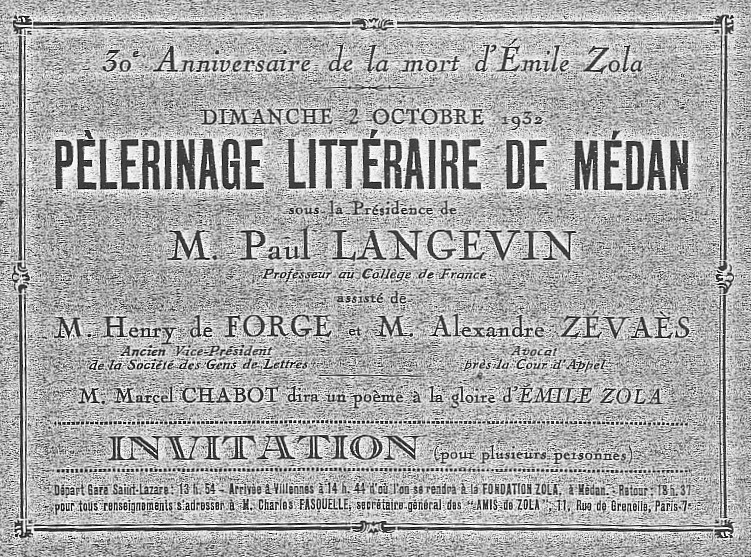 30e Anniversaire de la mort d'Émile Zola
DIMANCHE 2 OCTOBRE 1932
PÈLERINAGE LITTÉRAIRE DE MÉDAN
sous la Présidence de
M. Paul LANGEVIN
Professeur au Collège de France
assisté de
M. Henry de FORGE et M. Alexandre ZÉVAÈS
Ancien Vice-Président
de la Société des Gens de Lettres
Avocat
près la Cour d'Appel
M. Marcel CHABOT dira un poème à la gloire d'ÉMILE ZOLA
INVITATION (pour plusieurs personnes)
Départ Gare Saint-Lazare : 13 h. 54 - Arrivée à Villennes à 14 h. 44 d'où l'on se rendra à la FONDATION ZOLA, à Médan. - Retour : 18 h. 37
pour tous renseignements s'adresser à M. Charles FASQUELLE, secrétaire général des "AMIS de ZOLA", 11, Rue de Grenelle, Paris-7e